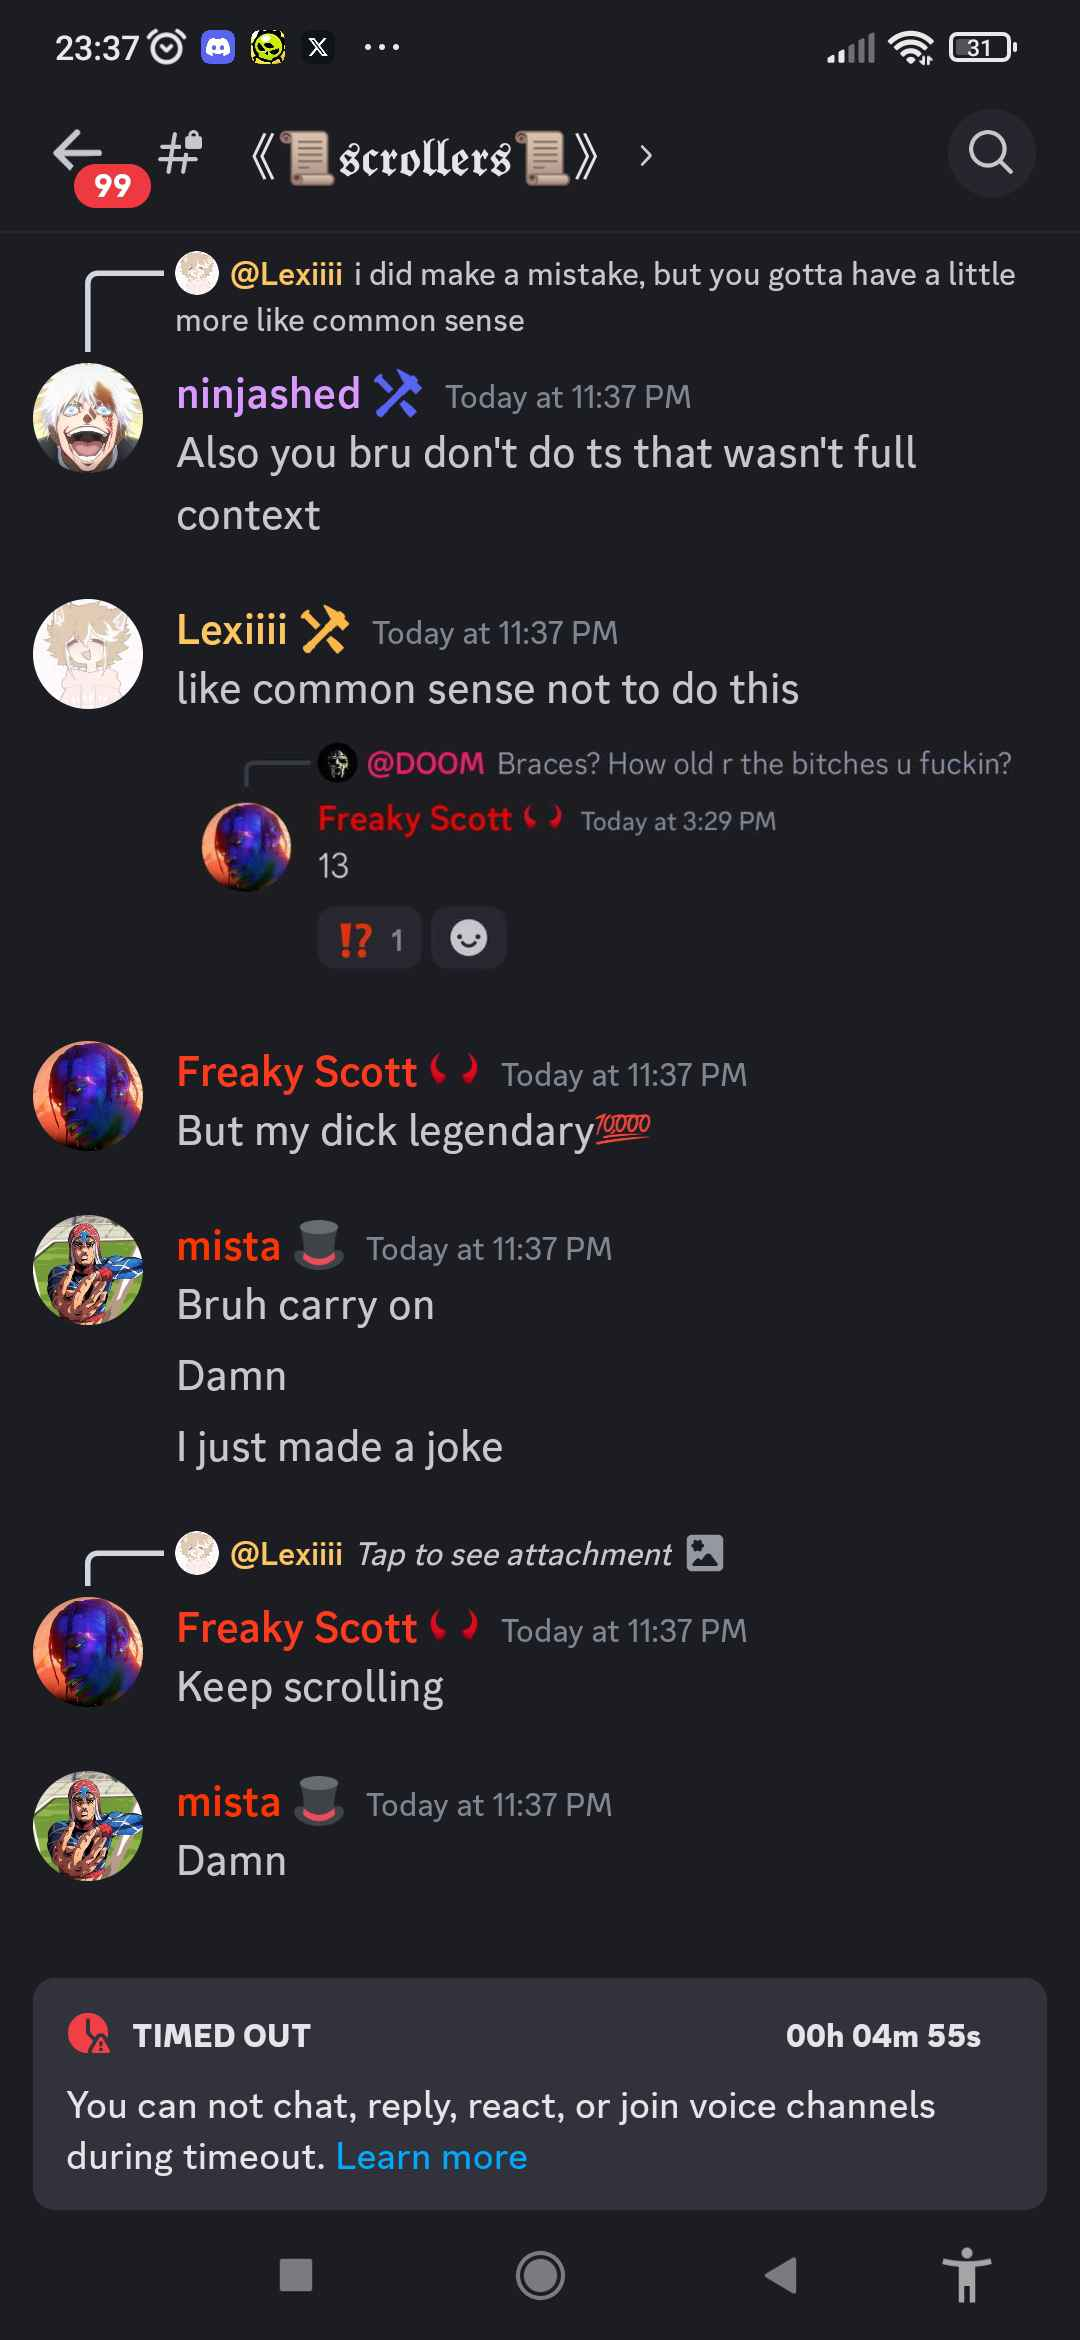 23:37
31
99
# 《📜𝖘𝖈𝖗𝖔𝖑𝖑𝖊𝖗𝖘📜》 ›
@Lexiiii i did make a mistake, but you gotta have a little
more like common sense
ninjashed Today at 11:37 PM
Also you bru don't do ts that wasn't full
context
Lexiiii Today at 11:37 PM
like common sense not to do this
@DOOM Braces? How old r the bitches u fuckin?
Freaky Scott Today at 3:29 PM
13
⁉️ 1
Freaky Scott Today at 11:37 PM
But my dick legendary 10,000
mista 🎩 Today at 11:37 PM
Bruh carry on
Damn
I just made a joke
@Lexiiii Tap to see attachment
Freaky Scott Today at 11:37 PM
Keep scrolling
mista 🎩 Today at 11:37 PM
Damn
TIMED OUT 00h 04m 55s
You can not chat, reply, react, or join voice channels
during timeout. Learn more